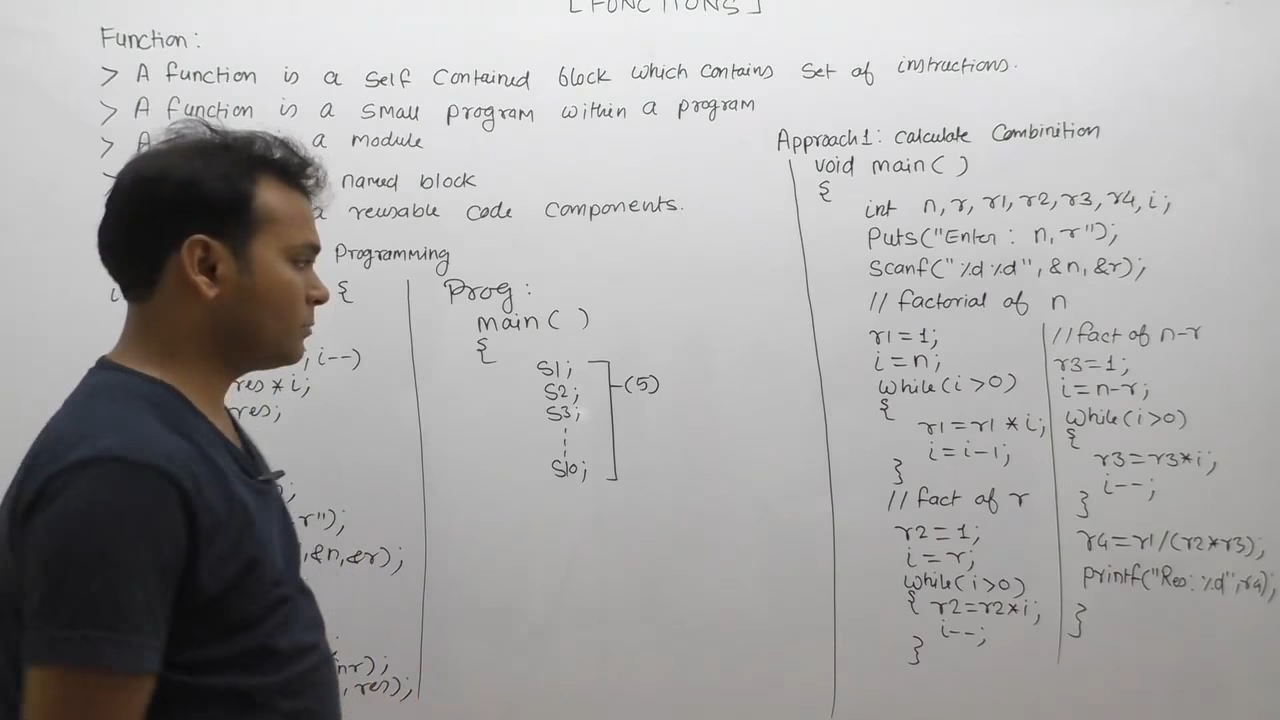 [FUNCTIONS]
Function:
> A function is a self contained block which contains set of instructions.
> A function is a small program within a program
> A a module
named block
a reusable code components.
Programming
{
, i--)
res * i;
res;
r");
,&n,&r);
nr);
, res);
Prog:
main( )
{
S1;
S2;
S3;
S10;
(5)
Approach1: calculate Combinition
void main( )
{
int n, r, r1, r2, r3, r4, i;
Puts("Enter : n, r");
Scanf("%d %d", &n, &r);
// factorial of n
r1 = 1;
i = n;
while(i>0)
{
r1 = r1 * i;
i = i-1;
}
// fact of r
r2 = 1;
i = r;
while(i>0)
{ r2=r2*i;
i--;
}
//fact of n-r
r3=1;
i=n-r;
while(i>0)
{
r3=r3*i;
i--;
}
r4=r1/(r2*r3);
printf("Res: %d",r4);
}